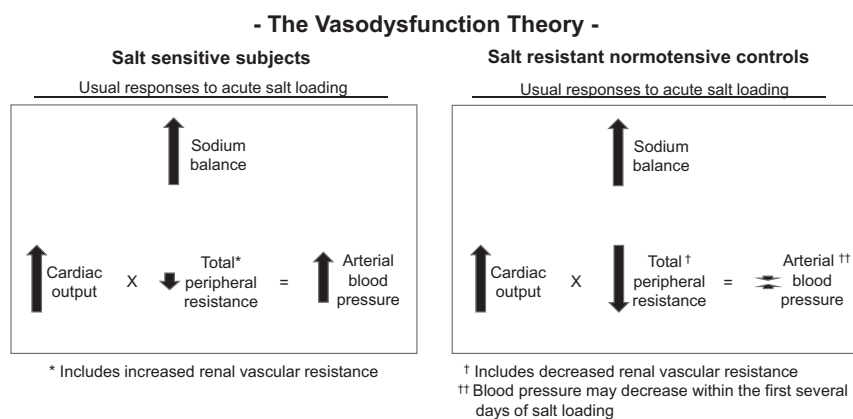 - The Vasodysfunction Theory -
Salt sensitive subjects
Usual responses to acute salt loading
Sodium
balance
Cardiac
output
X
Total*
peripheral
resistance
=
Arterial
blood
pressure
* Includes increased renal vascular resistance
Salt resistant normotensive controls
Usual responses to acute salt loading
Sodium
balance
Cardiac
output
X
Total †
peripheral
resistance
=
Arterial ††
blood
pressure
† Includes decreased renal vascular resistance
†† Blood pressure may decrease within the first several
days of salt loading